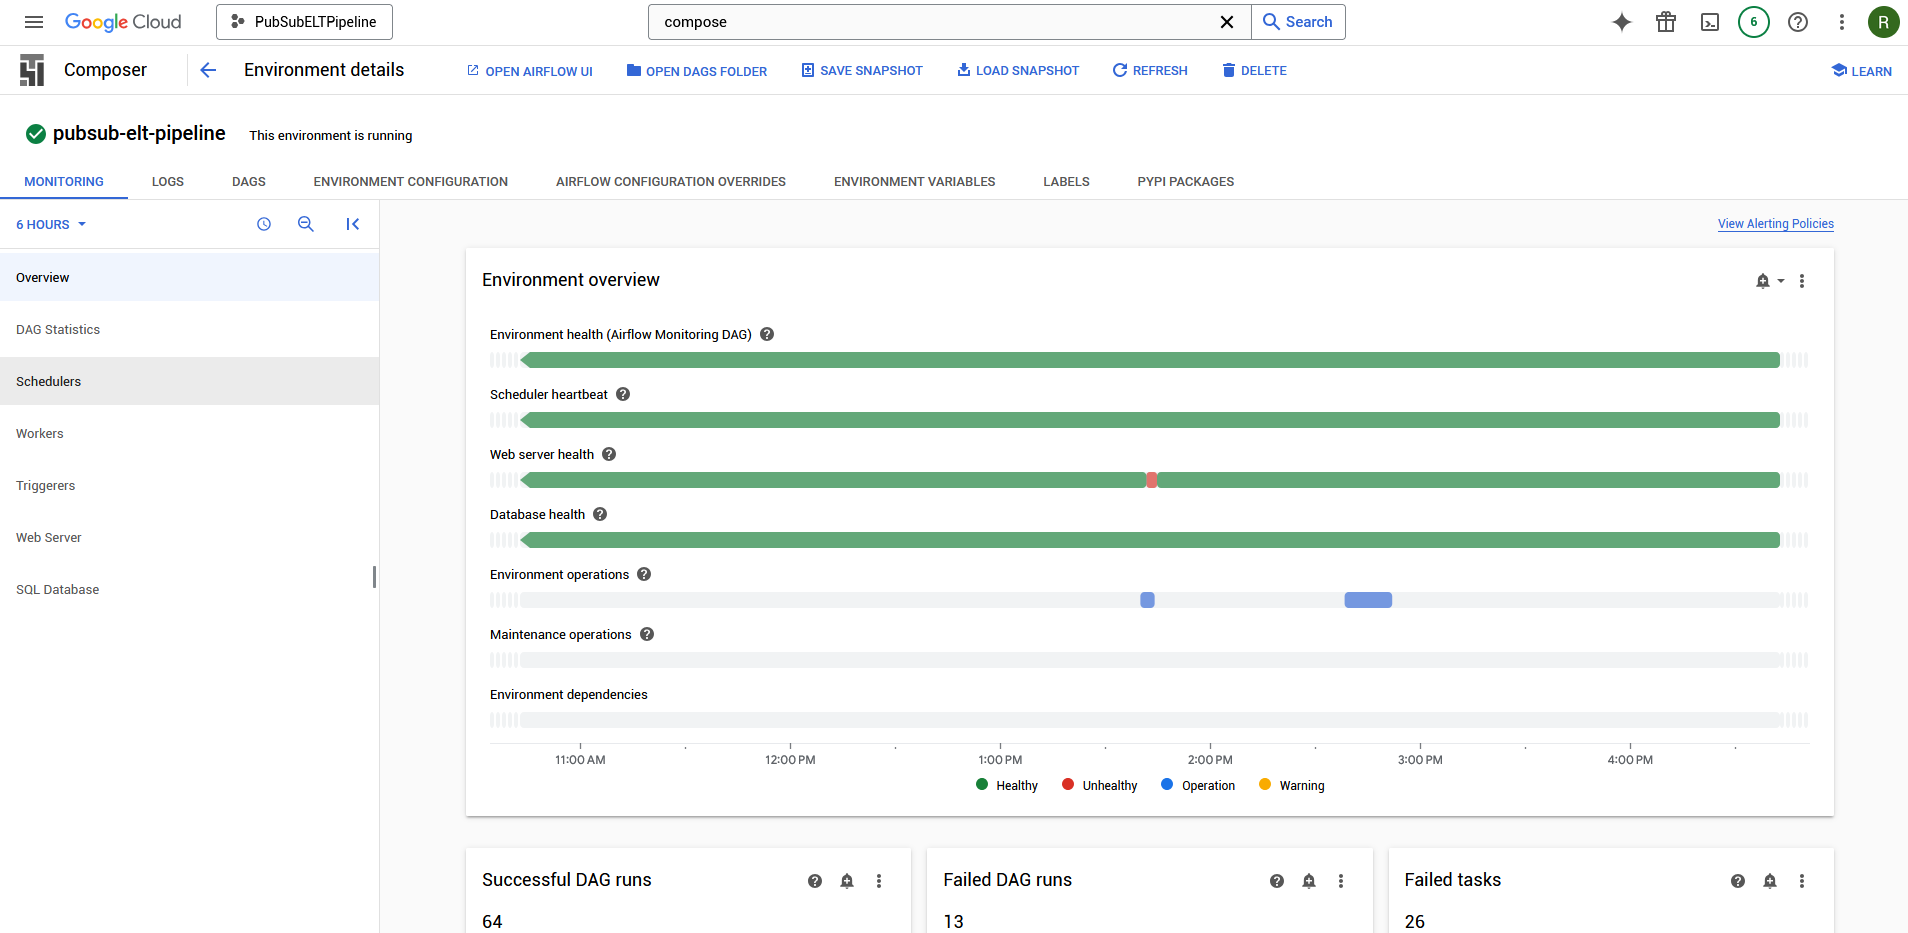 Google Cloud
PubSubELTPipeline
compose
Search
6
R
Composer
Environment details
OPEN AIRFLOW UI
OPEN DAGS FOLDER
SAVE SNAPSHOT
LOAD SNAPSHOT
REFRESH
DELETE
LEARN
pubsub-elt-pipeline
This environment is running
MONITORING
LOGS
DAGS
ENVIRONMENT CONFIGURATION
AIRFLOW CONFIGURATION OVERRIDES
ENVIRONMENT VARIABLES
LABELS
PYPI PACKAGES
6 HOURS
Overview
DAG Statistics
Schedulers
Workers
Triggerers
Web Server
SQL Database
View Alerting Policies
Environment overview
Environment health (Airflow Monitoring DAG)
Scheduler heartbeat
Web server health
Database health
Environment operations
Maintenance operations
Environment dependencies
11:00 AM
12:00 PM
1:00 PM
2:00 PM
3:00 PM
4:00 PM
Healthy
Unhealthy
Operation
Warning
Successful DAG runs
64
Failed DAG runs
13
Failed tasks
26